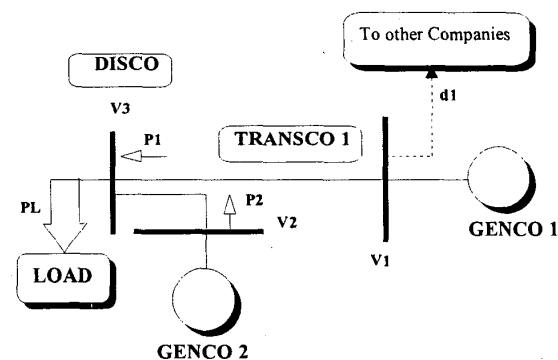 To other Companies
DISCO
V3
d1
P1
TRANSCO 1
PL
P2
V2
GENCO 1
V1
LOAD
GENCO 2